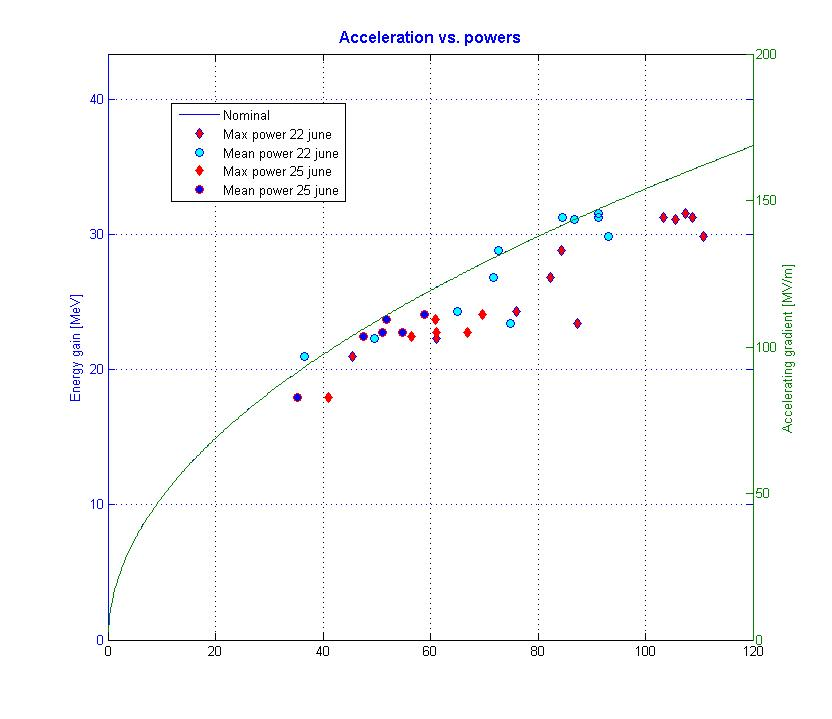 Acceleration vs. powers
200
40
Nominal
Max power 22 june
Mean power 22 june
Max power 25 june
Mean power 25 june
150
30
Energy gain [MeV]
Accelerating gradient [MV/m]
100
20
50
10
0
0
0
20
40
60
80
100
120